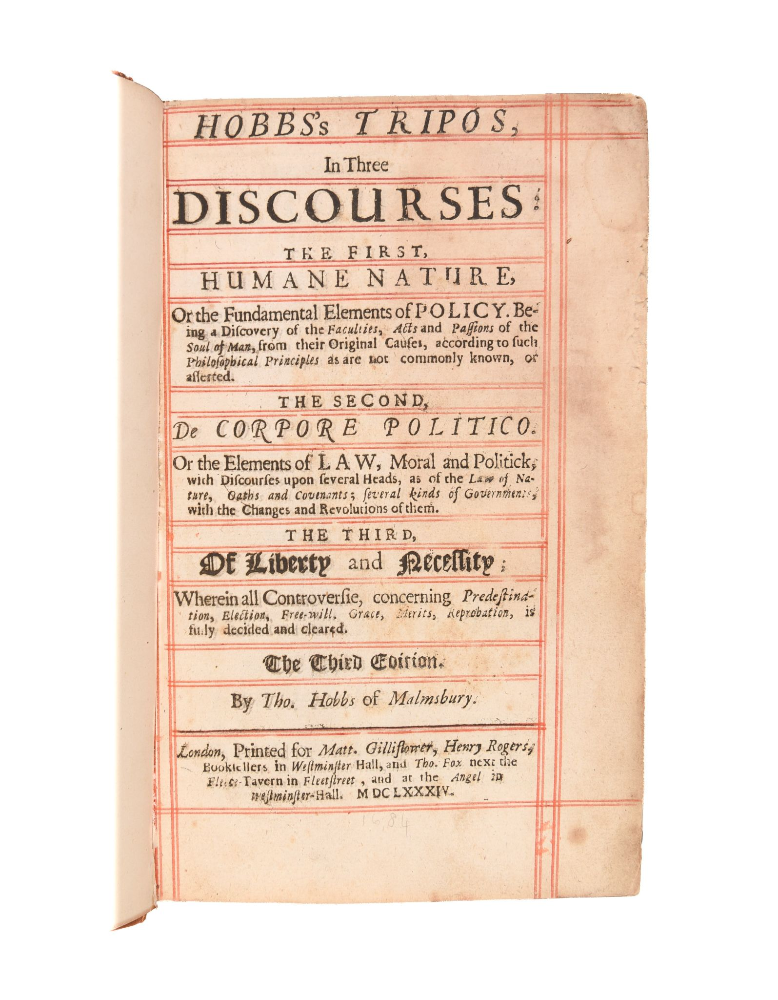 HOBBS's TRIPOS,
In Three
DISCOURSES:
THE FIRST,
HUMANE NATURE,
Or the Fundamental Elements of POLICY. Be-
ing a Diſcovery of the Faculties, Acts and Paſſions of the
Soul of Man, from their Original Cauſes, according to ſuch
Philoſophical Principles as are not commonly known, or
aſſerted.
THE SECOND,
De CORPORE POLITICO.
Or the Elements of LAW, Moral and Politick,
with Diſcourſes upon ſeveral Heads, as of the Law of Na-
ture, Oaths and Covenants; ſeveral kinds of Governments,
with the Changes and Revolutions of them.
THE THIRD,
Of Liberty and Neceſſity;
Wherein all Controverſie, concerning Predeſtina-
tion, Election, Free-will, Grace, Merits, Reprobation, is
fully decided and cleared.
The Third Edition.
By Tho. Hobbs of Malmsbury.
London, Printed for Matt. Gilliflower, Henry Rogers,
Bookſellers in Weſtminſter Hall, and Tho. Fox next the
Fleece-Tavern in Fleetſtreet, and at the Angel in
Weſtminſter-Hall. MDCLXXXIV.
1684